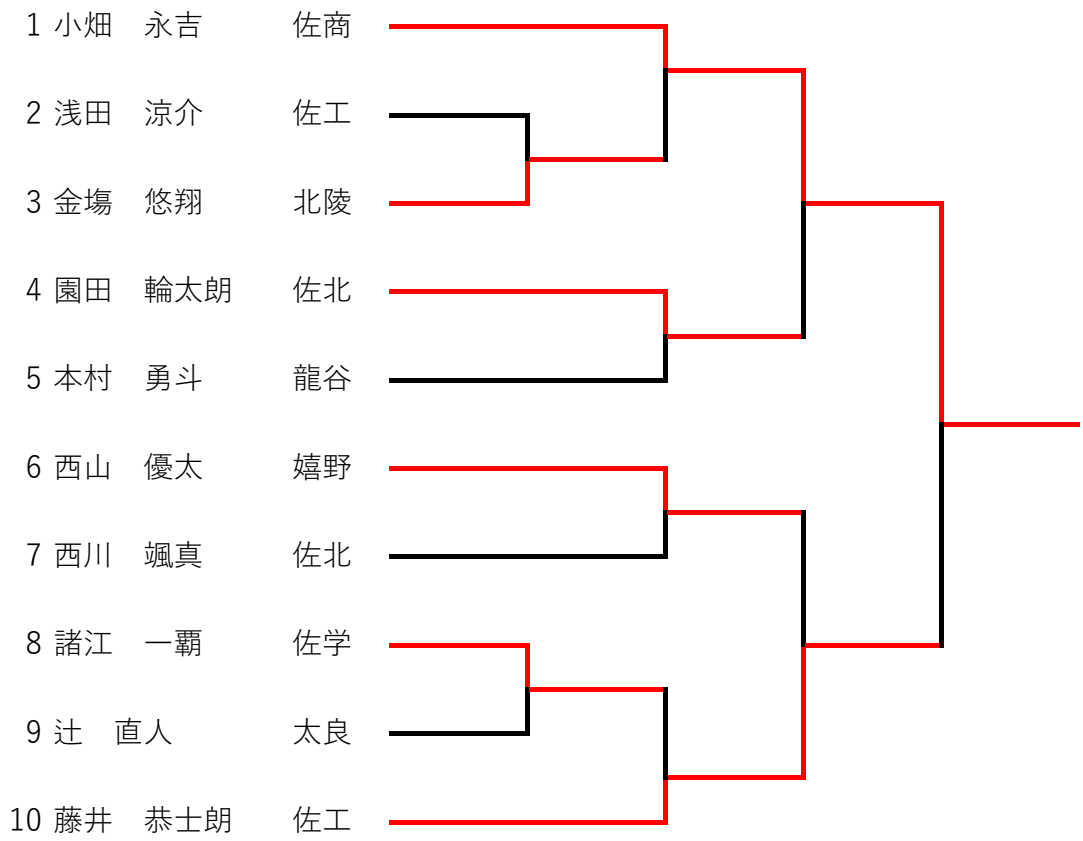 1 小畑　永吉　佐商
2 浅田　涼介　佐工
3 金塲　悠翔　北陵
4 園田　輪太朗　佐北
5 本村　勇斗　龍谷
6 西山　優太　嬉野
7 西川　颯真　佐北
8 諸江　一覇　佐学
9 辻　直人　太良
10 藤井　恭士朗　佐工